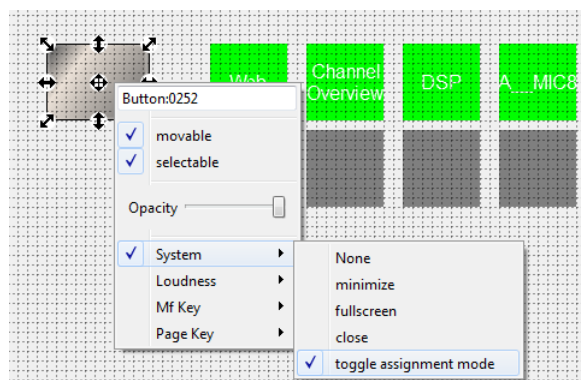 Web
Channel
Overview
DSP
A__MIC8
Button:0252
movable
selectable
Opacity
System
Loudness
Mf Key
Page Key
None
minimize
fullscreen
close
toggle assignment mode